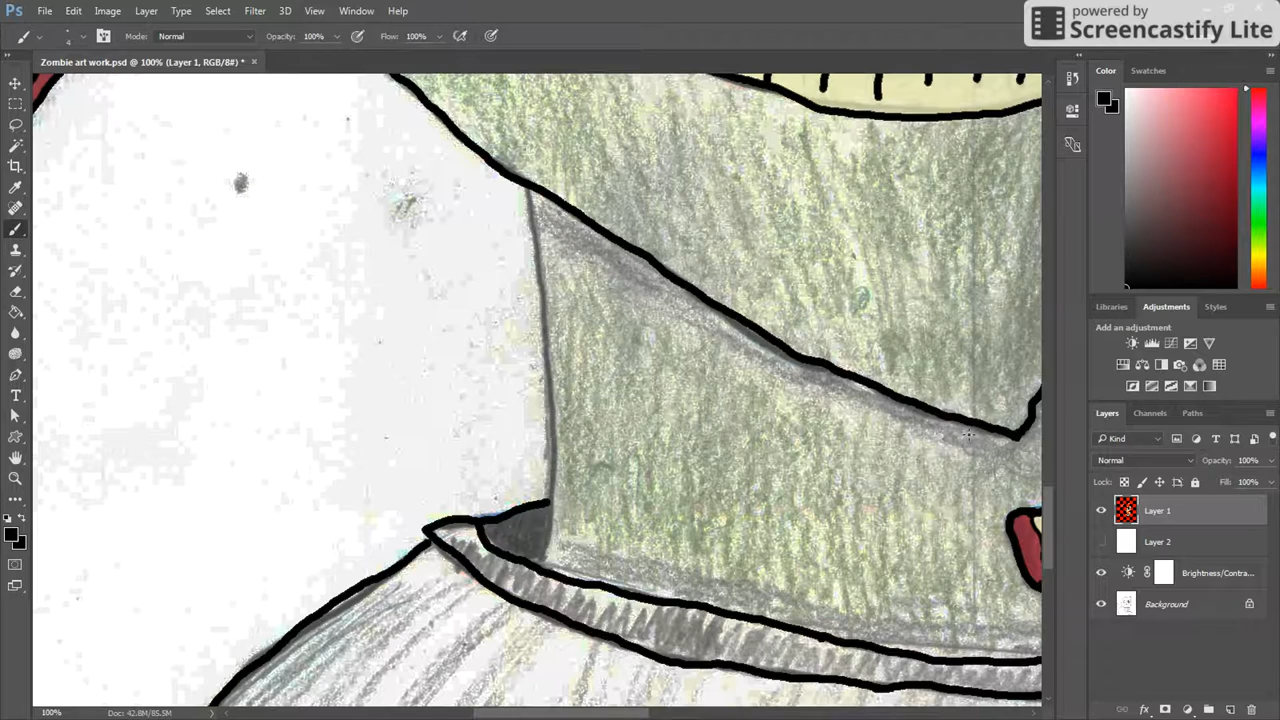 powered by
Screencastify Lite
Ps File Edit Image Layer Type Select Filter 3D View Window Help
4 Mode: Normal Opacity: 100% Flow: 100%
Zombie art work.psd @ 100% (Layer 1, RGB/8#) * ×
Color Swatches
Libraries Adjustments Styles
Add an adjustment
Layers Channels Paths
Kind
Normal Opacity: 100%
Lock: Fill: 100%
Layer 1
Layer 2
Brightness/Contra...
Background
fx
100% Doc: 42.8M/85.5M